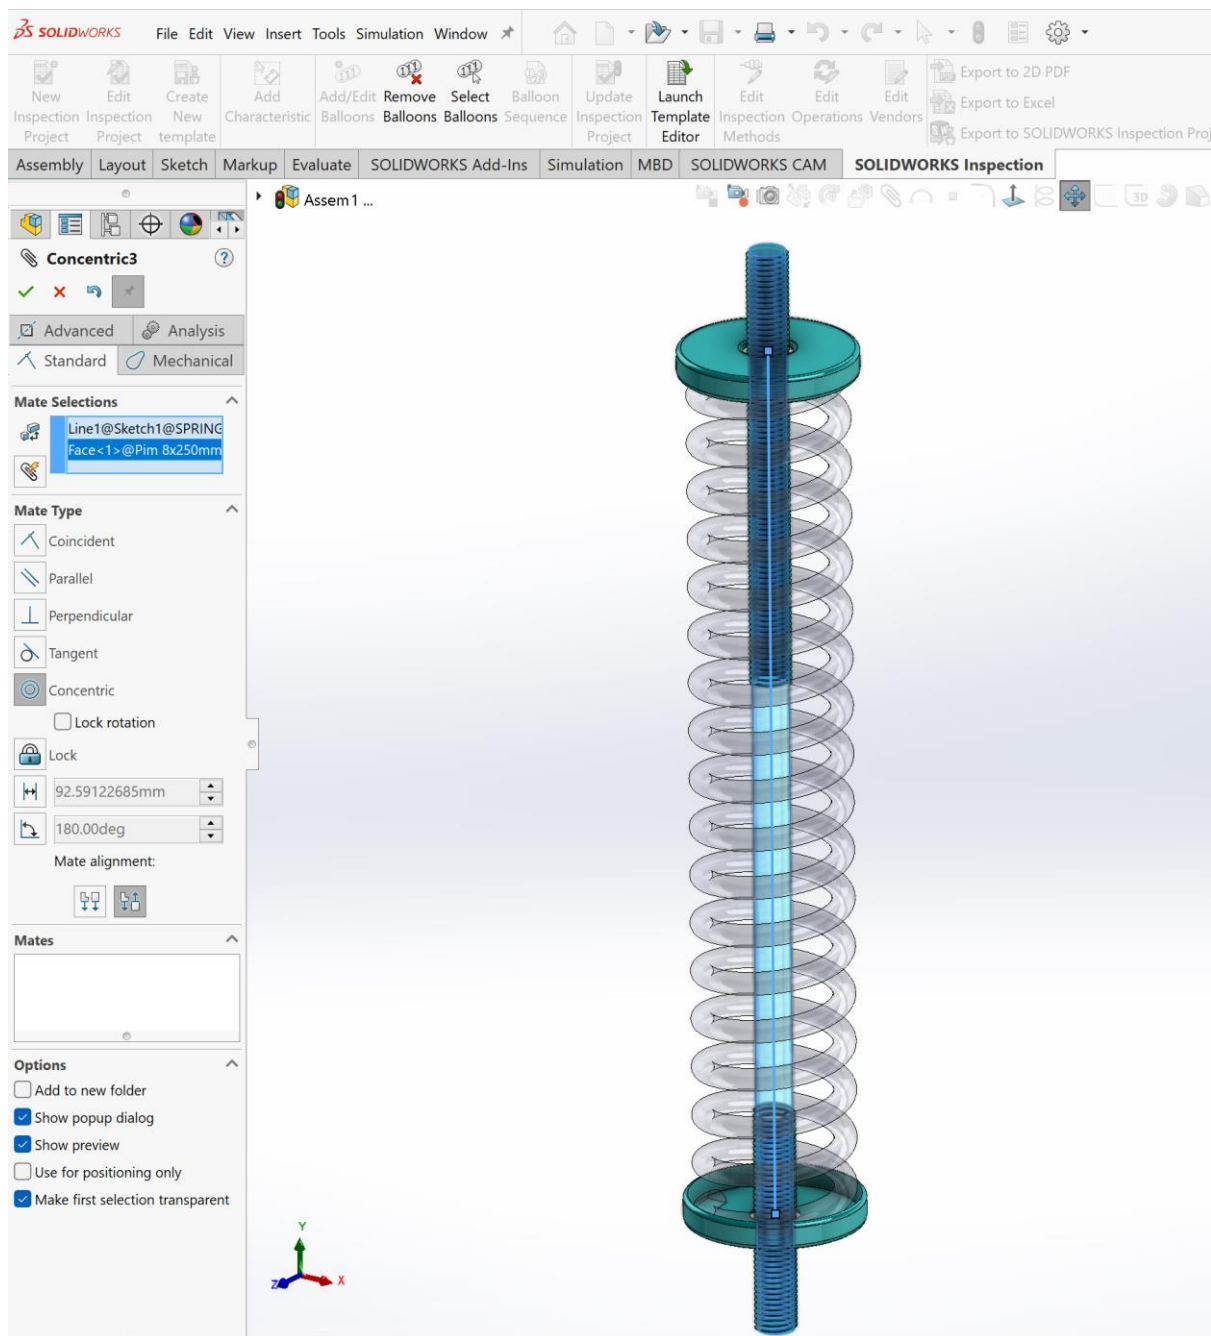 SOLIDWORKS File Edit View Insert Tools Simulation Window
New Inspection Project
Edit Inspection Project
Create New template
Add Characteristic
Add/Edit Balloons
Remove Balloons
Select Balloons
Balloon Sequence
Update Inspection Project
Launch Template Editor
Edit Inspection Methods
Edit Operations
Edit Vendors
Export to 2D PDF
Export to Excel
Export to SOLIDWORKS Inspection Proj
Assembly Layout Sketch Markup Evaluate SOLIDWORKS Add-Ins Simulation MBD SOLIDWORKS CAM SOLIDWORKS Inspection
Assem1 ...
3D
Concentric3
?
Advanced Analysis
Standard Mechanical
Mate Selections
Line1@Sketch1@SPRING
Face<1>@Pim 8x250mm
Mate Type
Coincident
Parallel
Perpendicular
Tangent
Concentric
Lock rotation
Lock
92.59122685mm
180.00deg
Mate alignment:
Mates
Options
Add to new folder
Show popup dialog
Show preview
Use for positioning only
Make first selection transparent
Y
Z
X